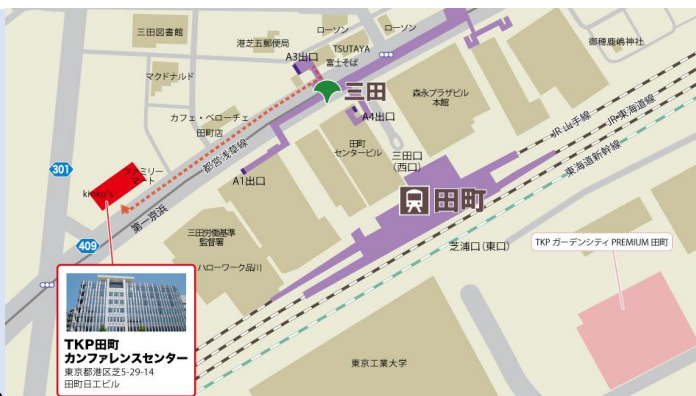 三田図書館
港芝五郵便局
ローソン
ローソン
TSUTAYA
富士そば
A3出口
御穂鹿嶋神社
マクドナルド
三田
森永プラザビル
本館
カフェ・ベローチェ
田町店
A4出口
都営浅草線
田町
センタービル
三田口
(西口)
JR山手線
JR・東海道線
東海道新幹線
301
ファミリー
マート
kinko's
A1出口
田町
第一京浜
409
三田労働基準
監督署
芝浦口(東口)
TKP ガーデンシティ PREMIUM 田町
ハローワーク品川
TKP田町
カンファレンスセンター
東京都港区芝5-29-14
田町日工ビル
東京工業大学